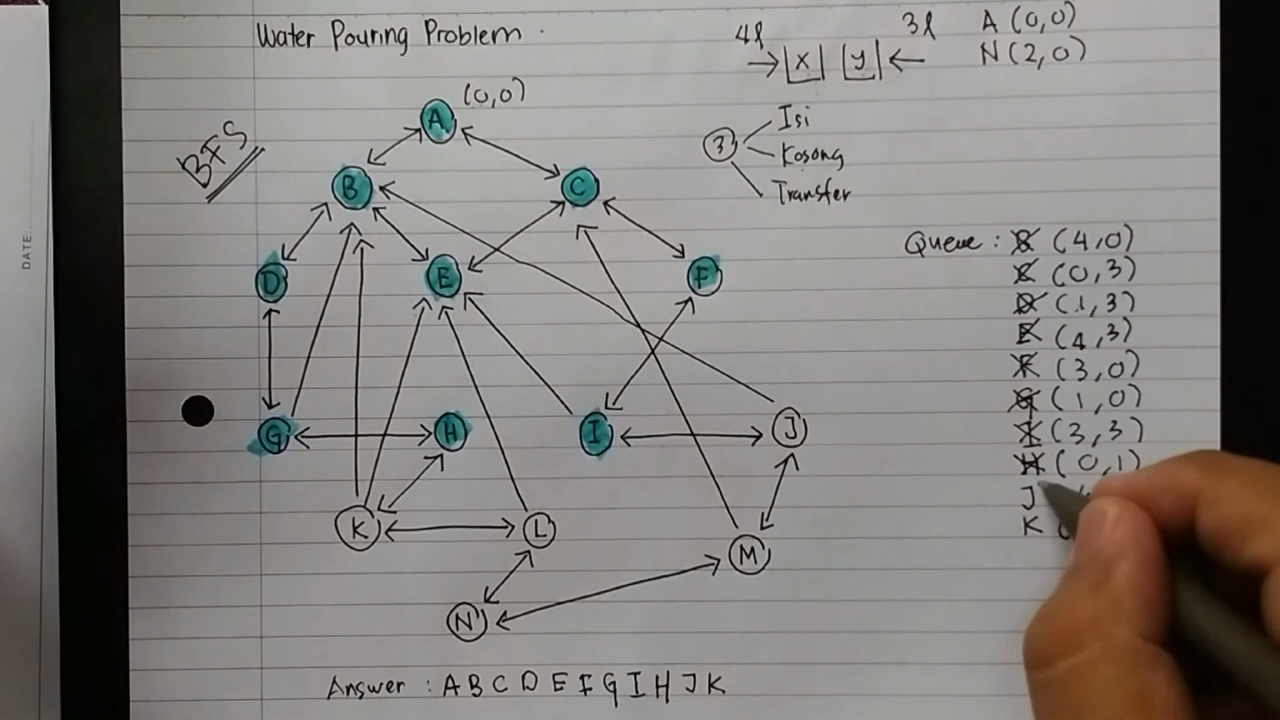 Water Pouring Problem
4l 3l
x y
A (0,0)
N (2,0)
(0,0)
BFS
A
B C
D E F
G H I J
K L M
N
3
Isi
Kosong
Transfer
Queue : B (4,0)
C (0,3)
D (1,3)
E (4,3)
F (3,0)
G (1,0)
I (3,3)
H (0,1)
J
K (
Answer : A B C D E F G I H J K
DATE: